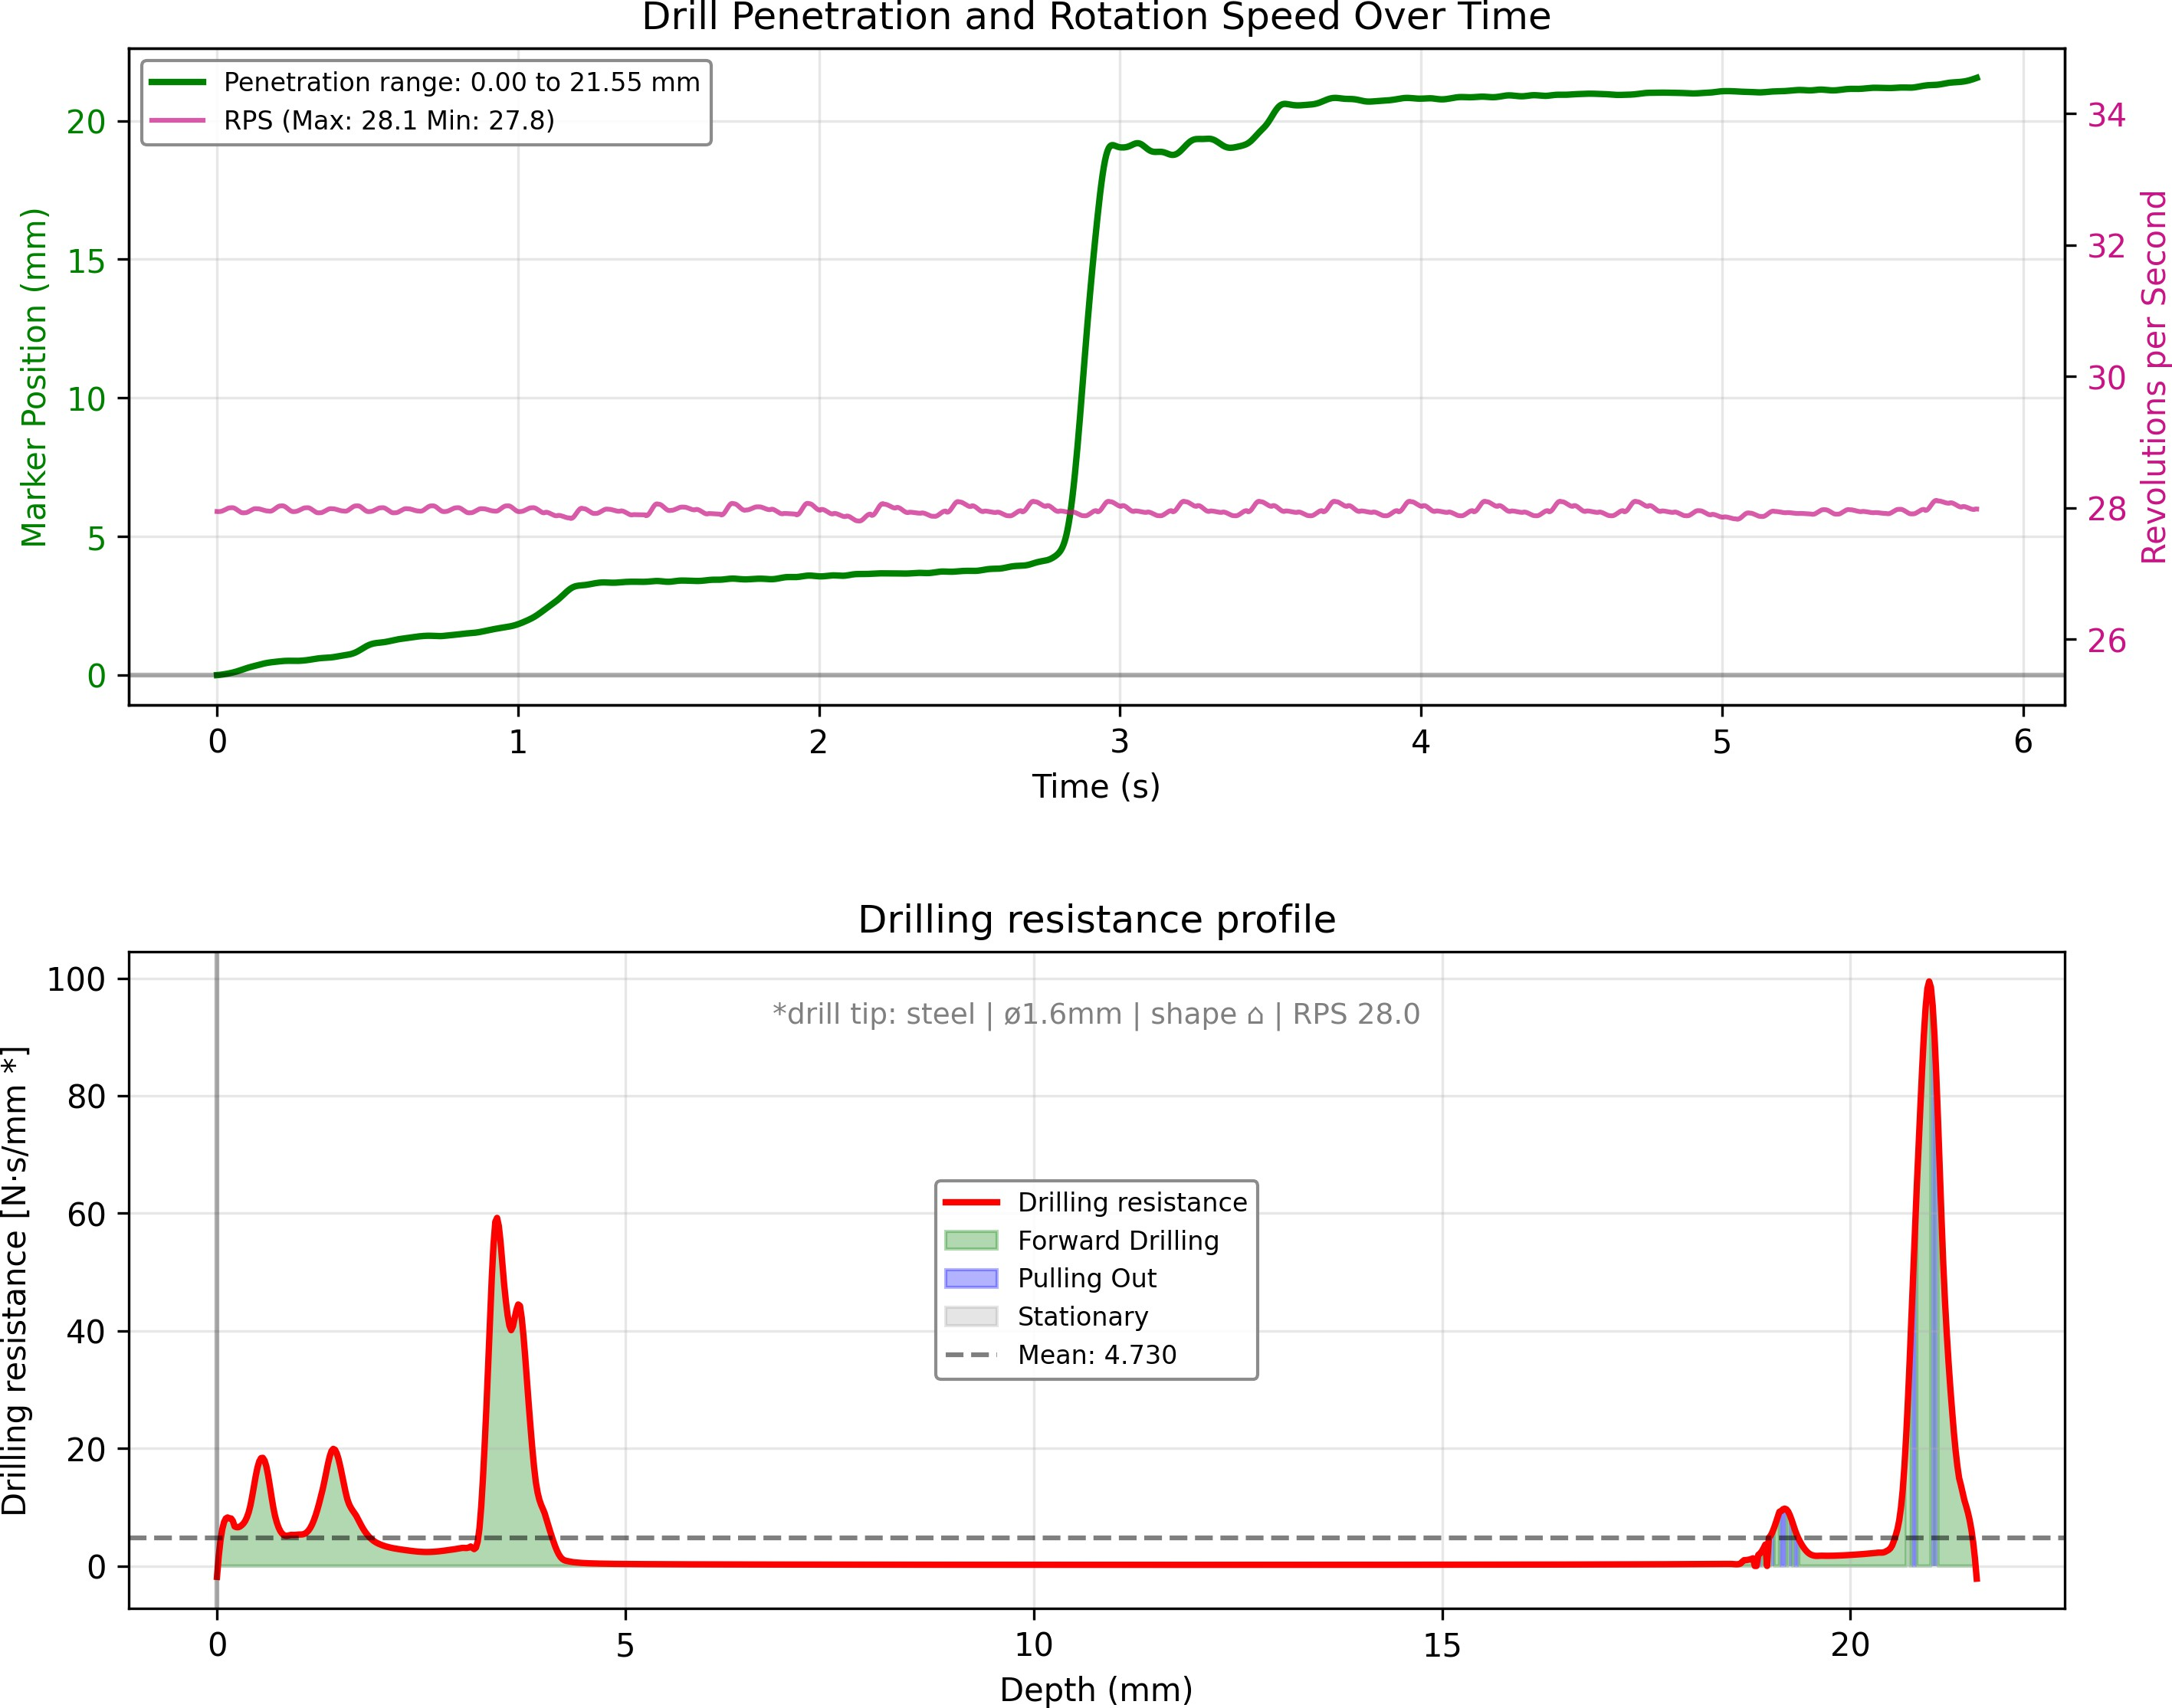 Drill Penetration and Rotation Speed Over Time
Penetration range: 0.00 to 21.55 mm
RPS (Max: 28.1 Min: 27.8)
Marker Position (mm)
20
15
10
5
0
34
32
30
28
26
Revolutions per Second
0 1 2 3 4 5 6
Time (s)
Drilling resistance profile
*drill tip: steel | ø1.6mm | shape ⌂ | RPS 28.0
Drilling resistance [N·s/mm *]
100
80
60
40
20
0
Drilling resistance
Forward Drilling
Pulling Out
Stationary
Mean: 4.730
0 5 10 15 20
Depth (mm)